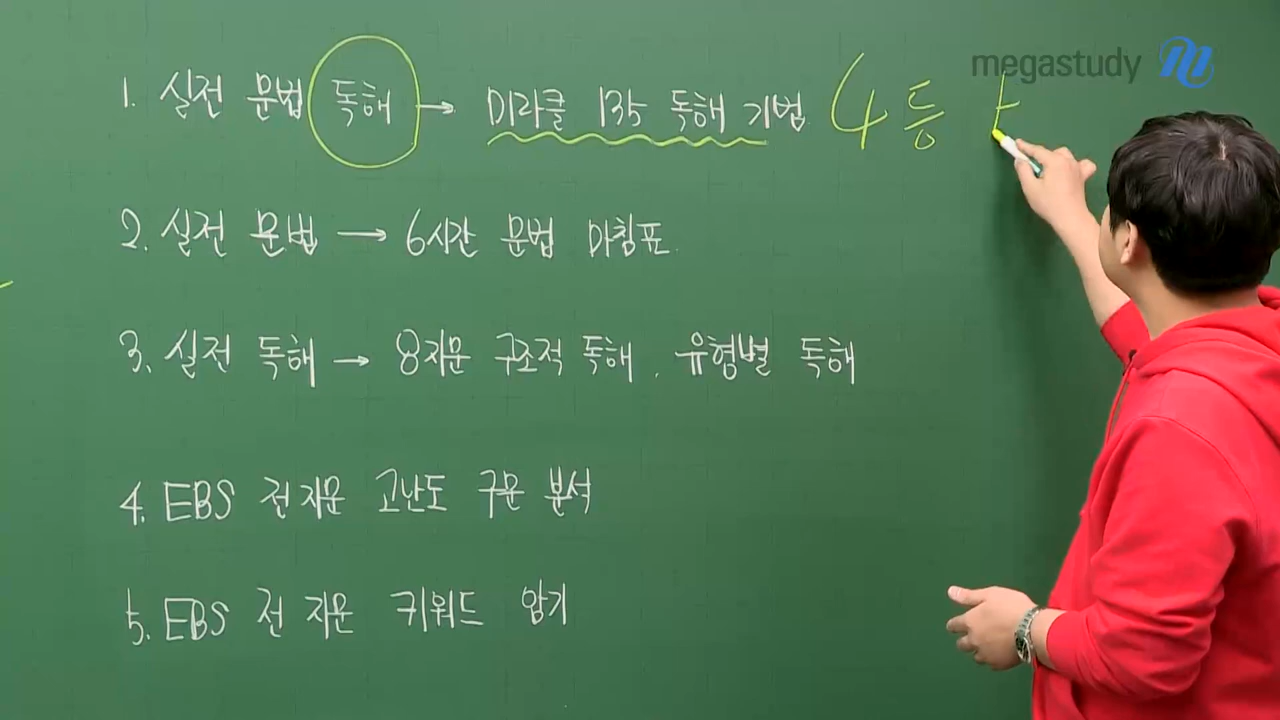 megastudy
1. 실전 문법 독해 → 미라클 135 독해 기법 4등
2. 실전 문법 → 6시간 문법 마침표.
3. 실전 독해 → 8지문 구조적 독해. 유형별 독해
4. EBS 전 지문 고난도 구문 분석
5. EBS 전 지문 키워드 암기